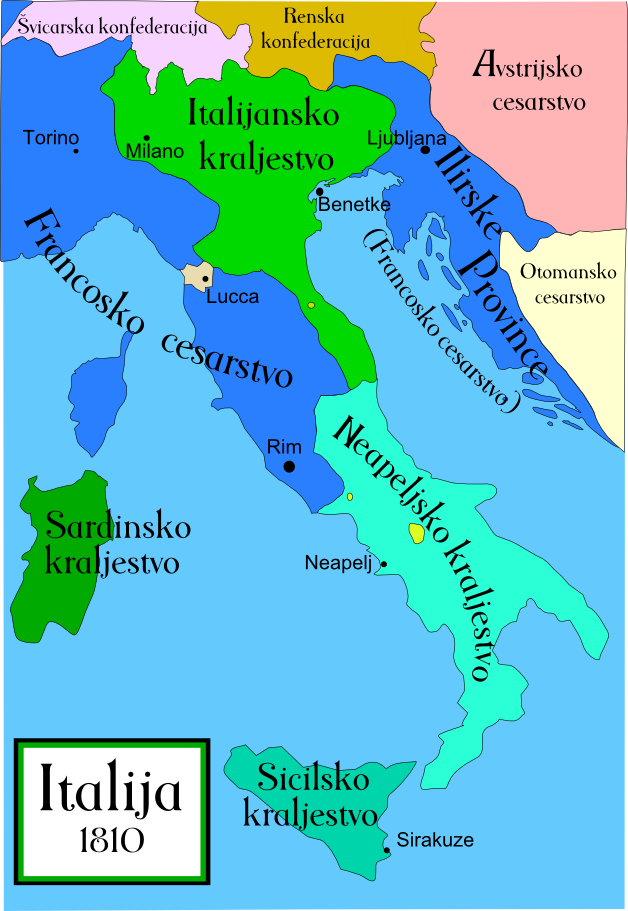 Švicarska konfederacija
Renska
konfederacija
Avstrijsko
cesarstvo
Italijansko
kraljestvo
Torino
Milano
Ljubljana
Benetke
Ilirske Province
(Francosko cesarstvo)
Otomansko
cesarstvo
Francosko cesarstvo
Lucca
Rim
Neapeljsko kraljestvo
Sardinsko
kraljestvo
Neapelj
Sicilsko
kraljestvo
Sirakuze
Italija
1810